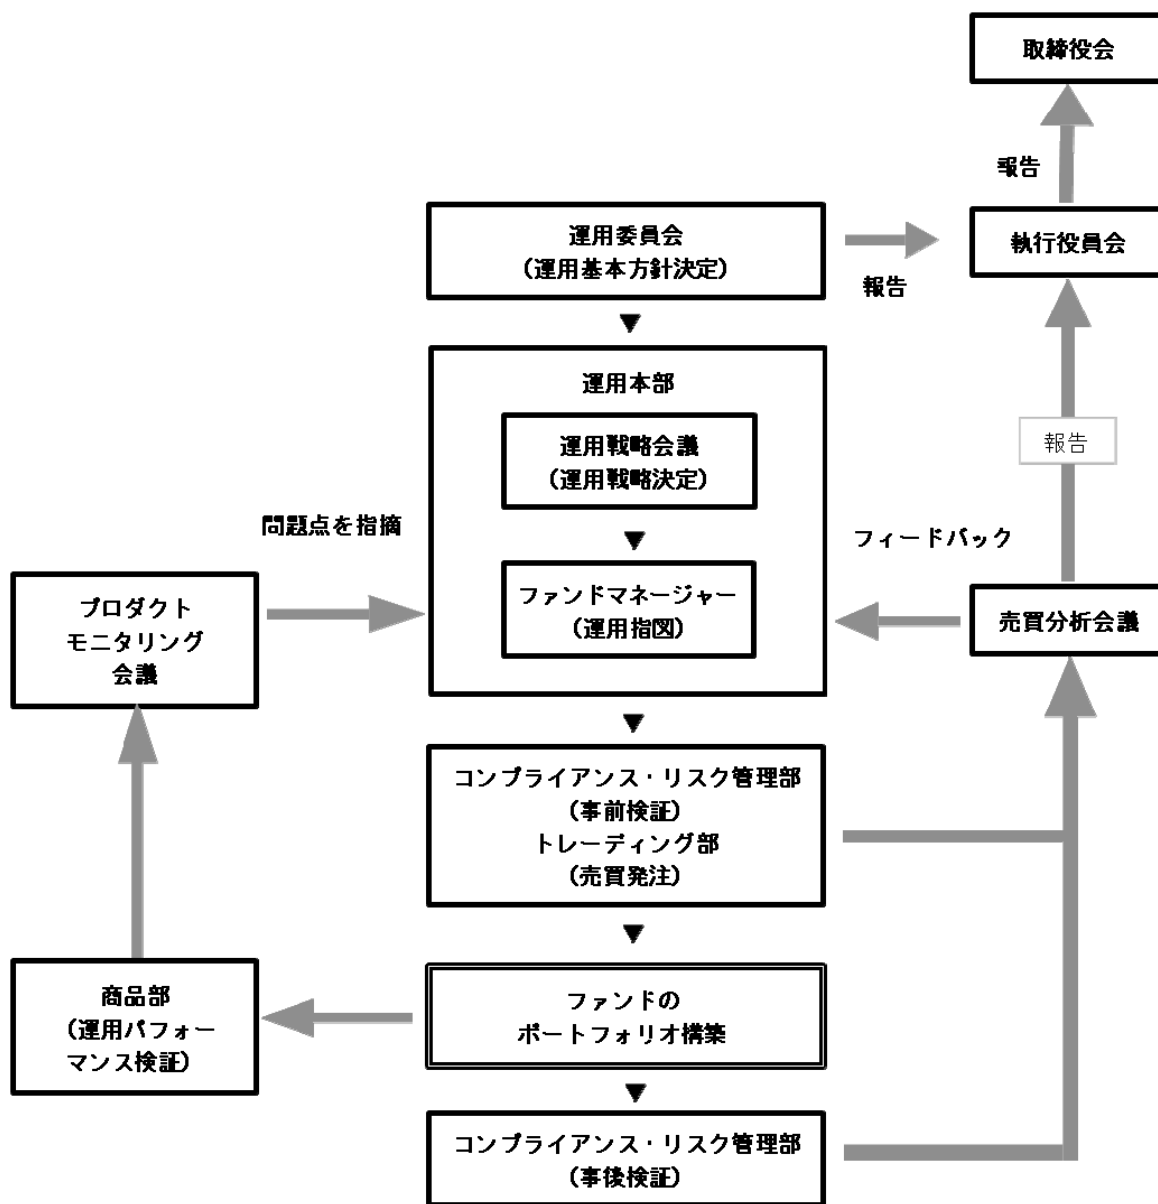 取締役会
報告
運用委員会
（運用基本方針決定）
報告
執行役員会
運用本部
運用戦略会議
（運用戦略決定）
報告
問題点を指摘
フィードバック
ファンドマネージャー
（運用指図）
プロダクト
モニタリング
会議
売買分析会議
コンプライアンス・リスク管理部
（事前検証）
トレーディング部
（売買発注）
商品部
（運用パフォー
マンス検証）
ファンドの
ポートフォリオ構築
コンプライアンス・リスク管理部
（事後検証）